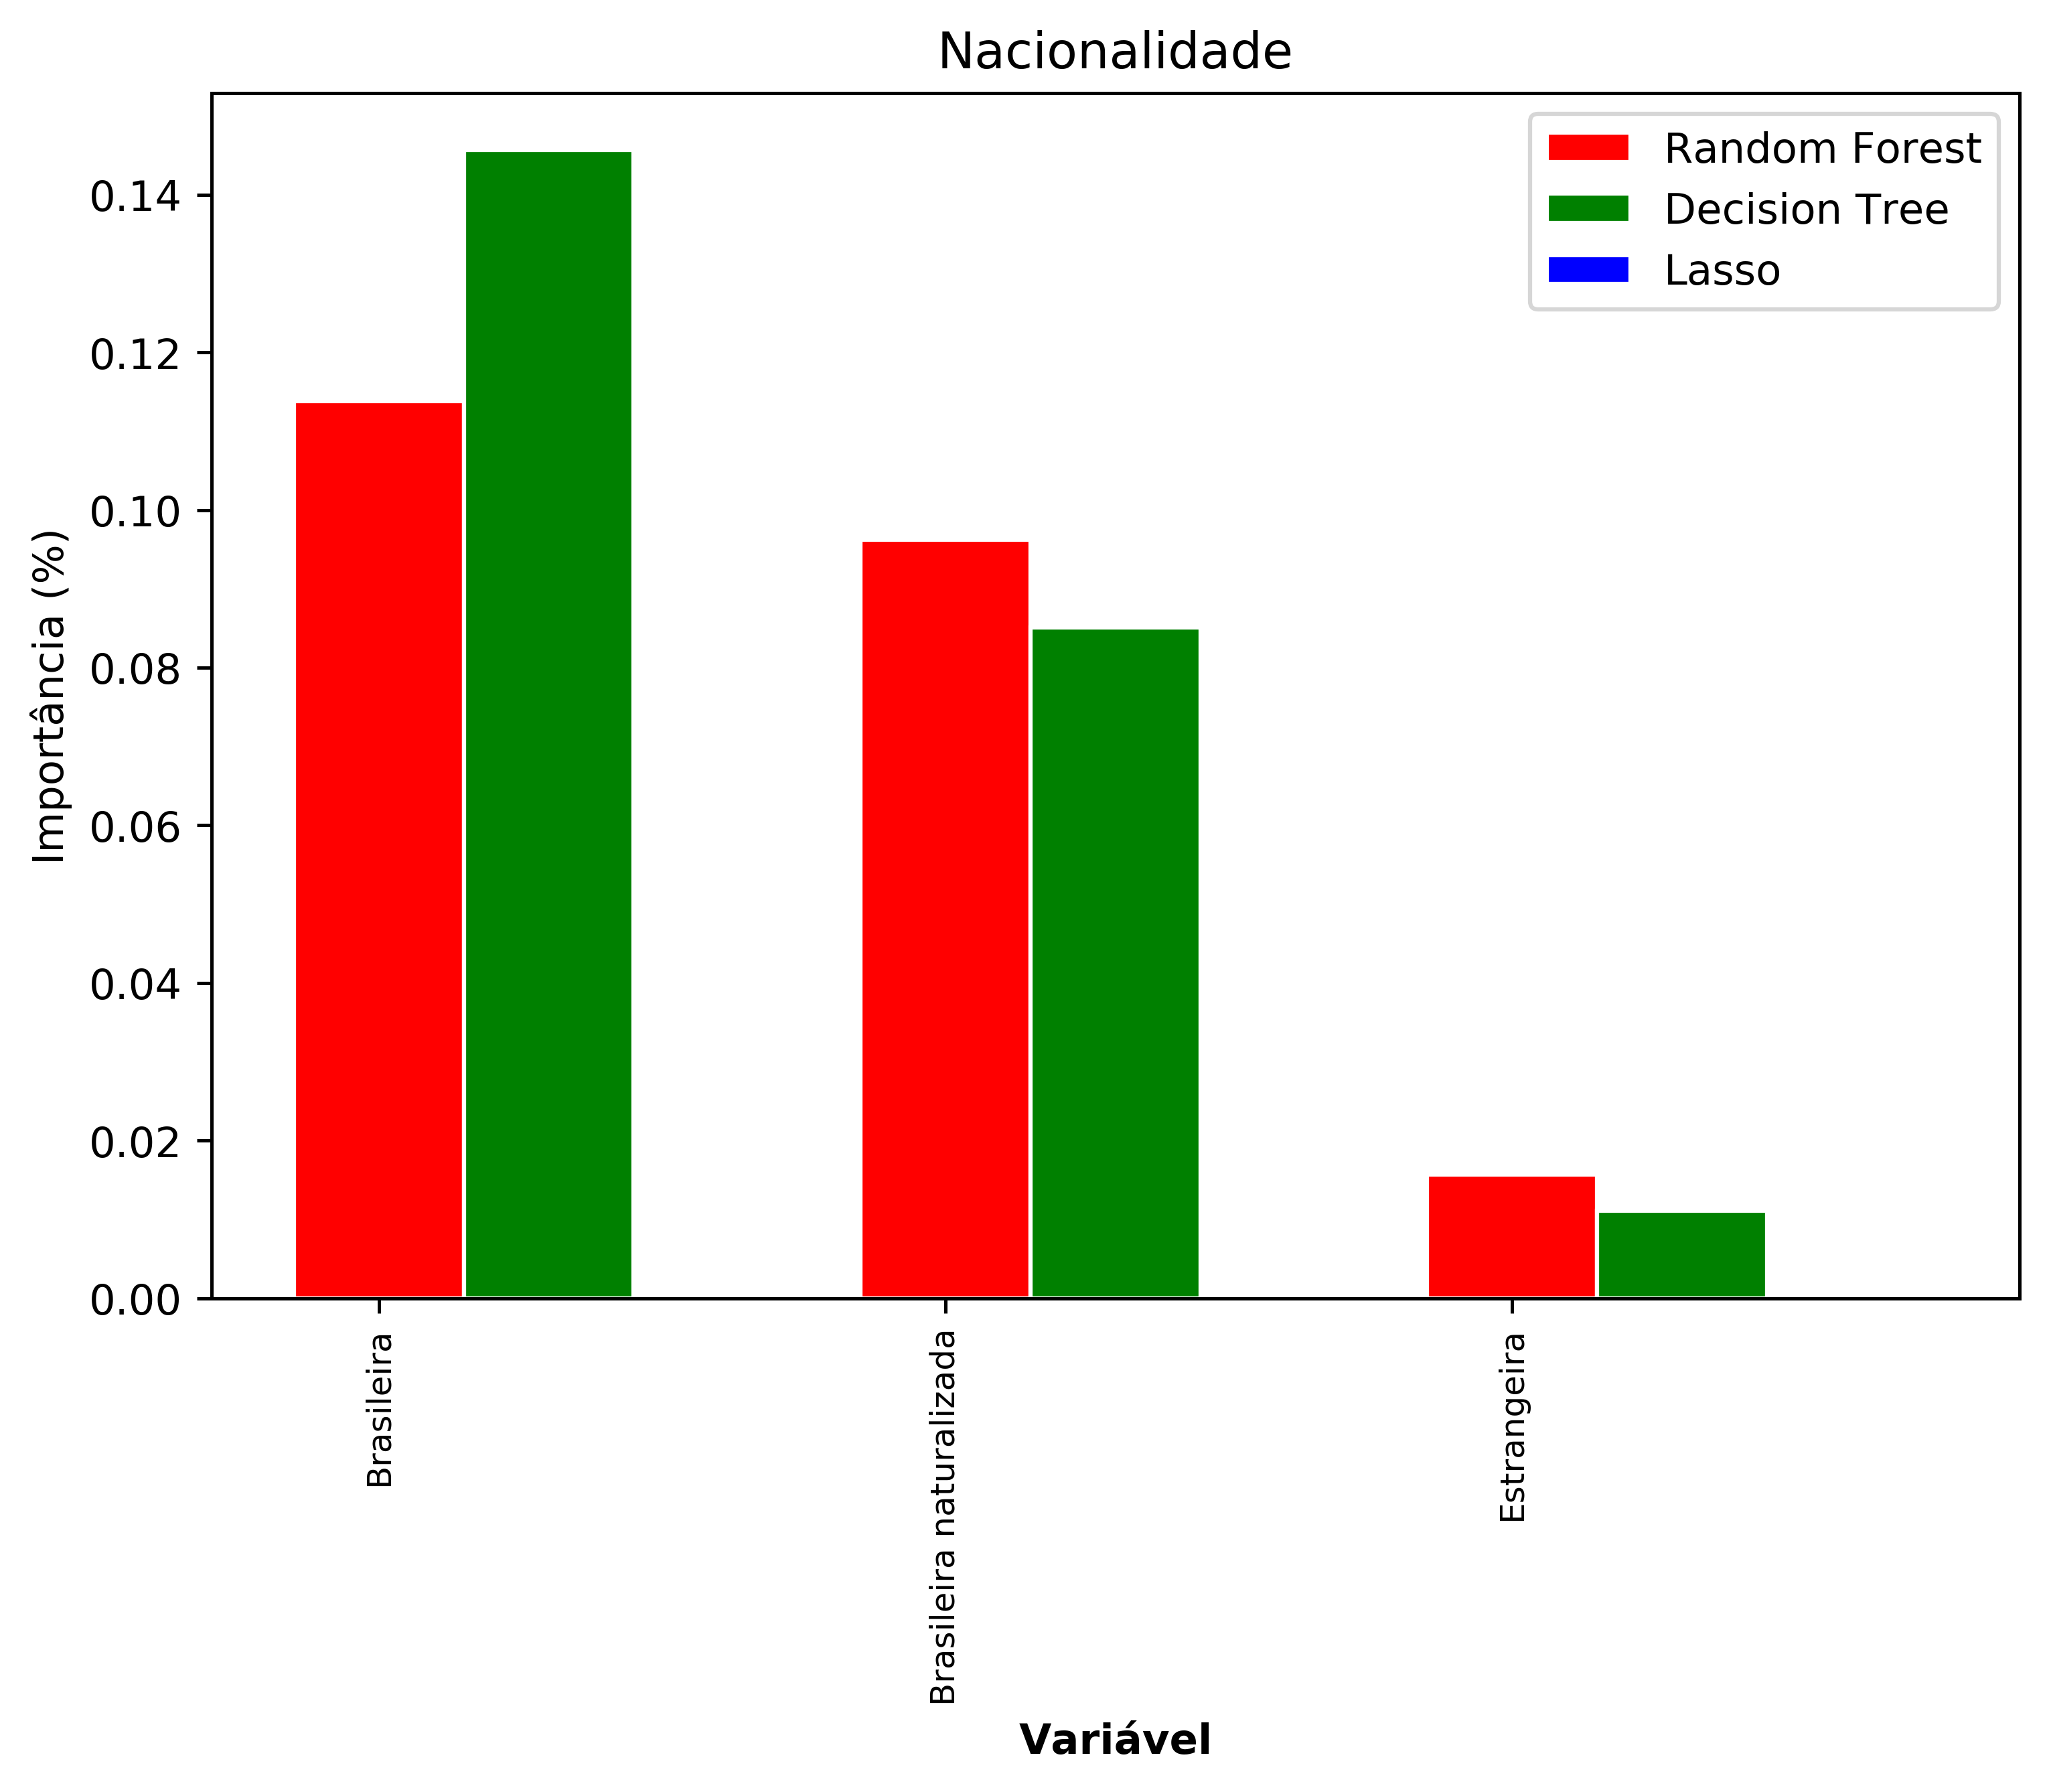 Nacionalidade
Random Forest
Decision Tree
Lasso
Importância (%)
0.14
0.12
0.10
0.08
0.06
0.04
0.02
0.00
Brasileira
Brasileira naturalizada
Estrangeira
Variável